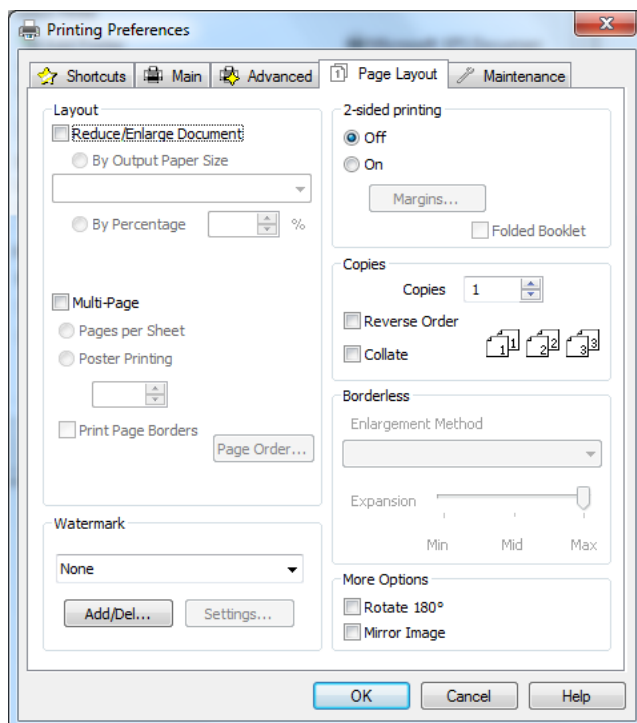 Printing Preferences
Shortcuts Main Advanced Page Layout Maintenance
Layout
Reduce/Enlarge Document
By Output Paper Size
By Percentage %
Multi-Page
Pages per Sheet
Poster Printing
Print Page Borders
Page Order...
Watermark
None
Add/Del... Settings...
2-sided printing
Off
On
Margins...
Folded Booklet
Copies
Copies 1
Reverse Order
Collate 1 1 2 2 3 3
Borderless
Enlargement Method
Expansion
Min Mid Max
More Options
Rotate 180°
Mirror Image
OK Cancel Help